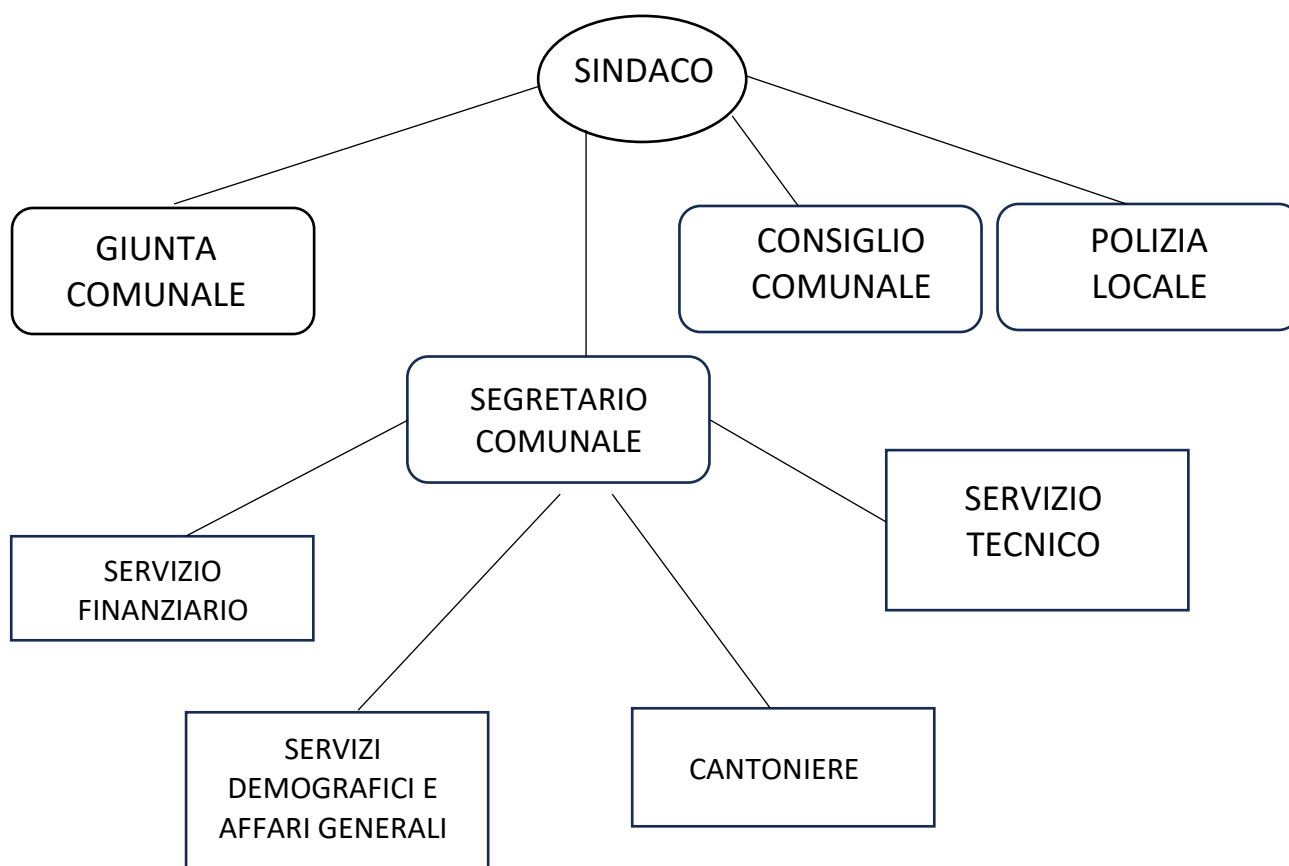 SINDACO
GIUNTA
COMUNALE
CONSIGLIO
COMUNALE
POLIZIA
LOCALE
SEGRETARIO
COMUNALE
SERVIZIO
TECNICO
SERVIZIO
FINANZIARIO
SERVIZI
DEMOGRAFICI E
AFFARI GENERALI
CANTONIERE